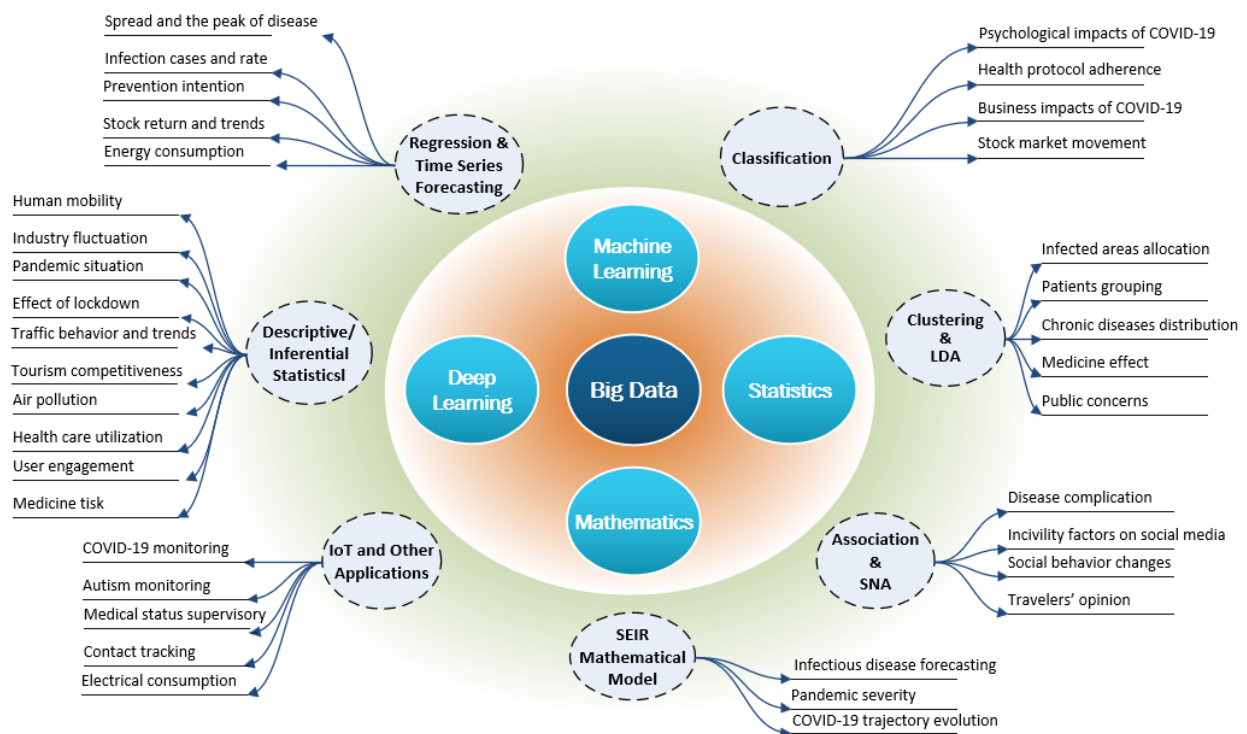 Spread and the peak of disease
Infection cases and rate
Prevention intention
Stock return and trends
Energy consumption
Regression &
Time Series
Forecasting
Psychological impacts of COVID-19
Health protocol adherence
Business impacts of COVID-19
Stock market movement
Classification
Human mobility
Industry fluctuation
Pandemic situation
Effect of lockdown
Traffic behavior and trends
Tourism competitiveness
Air pollution
Health care utilization
User engagement
Medicine tisk
Descriptive/
Inferential
Statisticsl
Machine
Learning
Deep
Learning
Big Data
Statistics
Mathematics
Infected areas allocation
Patients grouping
Chronic diseases distribution
Medicine effect
Public concerns
Clustering
&
LDA
COVID-19 monitoring
Autism monitoring
Medical status supervisory
Contact tracking
Electrical consumption
IoT and Other
Applications
Disease complication
Incivility factors on social media
Social behavior changes
Travelers' opinion
Association
&
SNA
SEIR
Mathematical
Model
Infectious disease forecasting
Pandemic severity
COVID-19 trajectory evolution